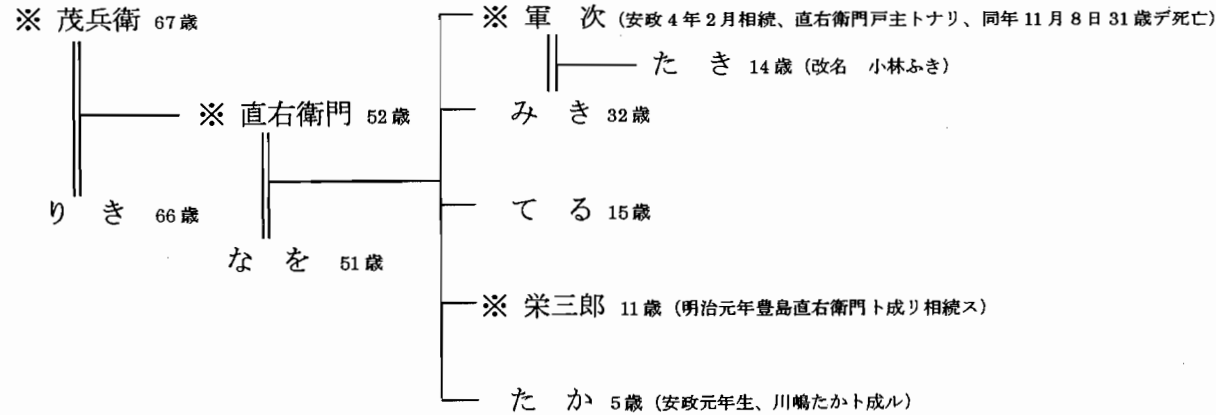 ※ 茂兵衛 67歳
※ 軍 次 (安政4年2月相続、直右衛門戸主トナリ、同年11月8日31歳デ死亡)
た き 14歳 (改名 小林ふき)
※ 直右衛門 52歳
み き 32歳
り き 66歳
て る 15歳
な を 51歳
※ 栄三郎 11歳 (明治元年豊島直右衛門ト成リ相続ス)
た か 5歳 (安政元年生、川嶋たかト成ル)